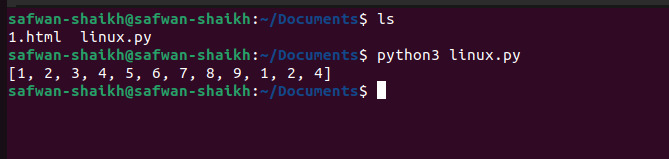 safwan-shaikh@safwan-shaikh:~/Documents$ ls
1.html  linux.py
safwan-shaikh@safwan-shaikh:~/Documents$ python3 linux.py
[1, 2, 3, 4, 5, 6, 7, 8, 9, 1, 2, 4]
safwan-shaikh@safwan-shaikh:~/Documents$